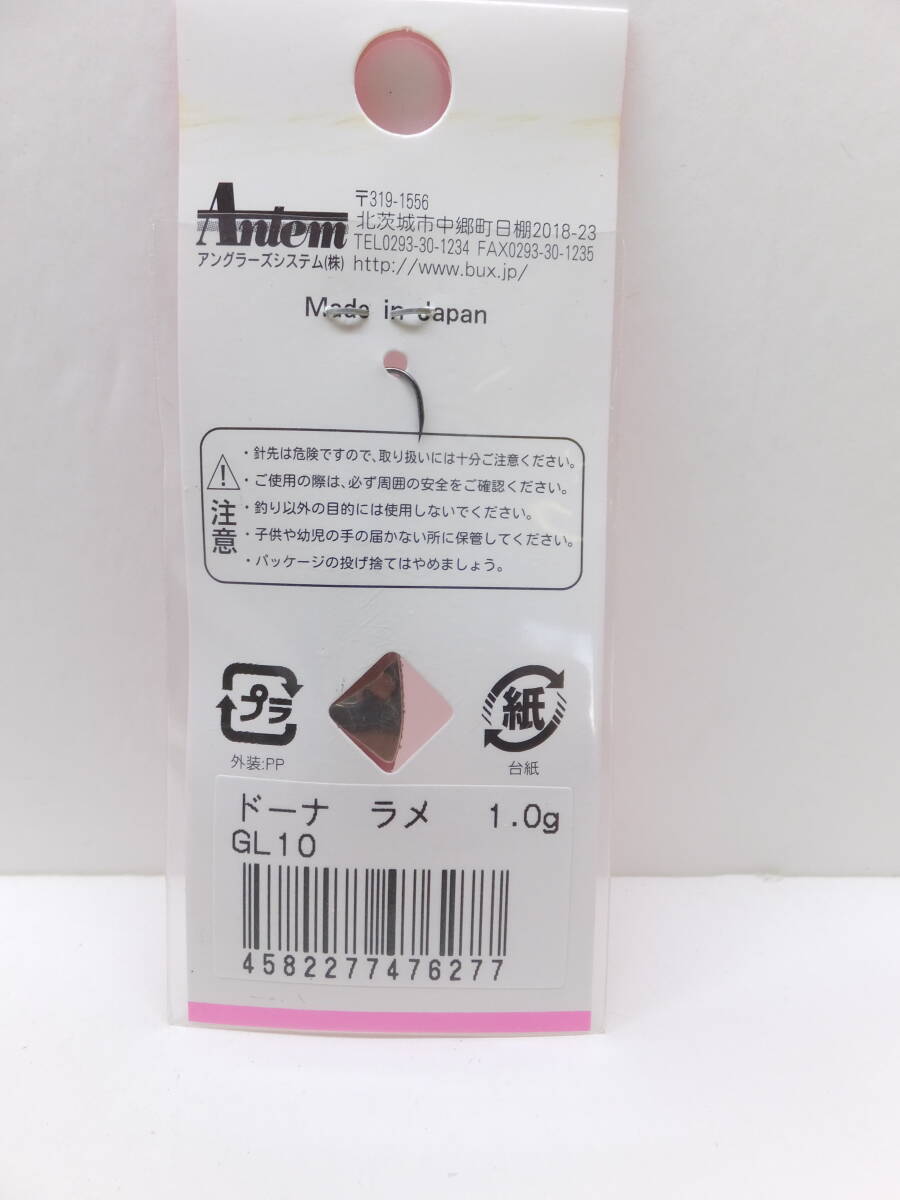 Antem
アングラーズシステム(株)
〒319-1556
北茨城市中郷町日棚2018-23
TEL0293-30-1234 FAX0293-30-1235
http://www.bux.jp/
Made in Japan
注意
・針先は危険ですので、取り扱いには十分ご注意ください。
・ご使用の際は、必ず周囲の安全をご確認ください。
・釣り以外の目的には使用しないでください。
・子供や幼児の手の届かない所に保管してください。
・パッケージの投げ捨てはやめましょう。
プラ
外装:PP
紙
台紙
ドーナ ラメ 1.0g
GL10
4582277476277